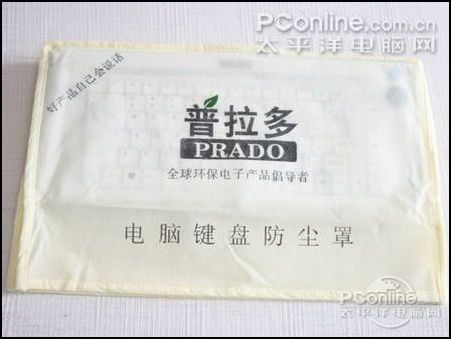 PConline.com.cn
太平洋电脑网
好产品自己会说话
普拉多
PRADO
全球环保电子产品倡导者
电脑键盘防尘罩
PConline
太平洋电脑网